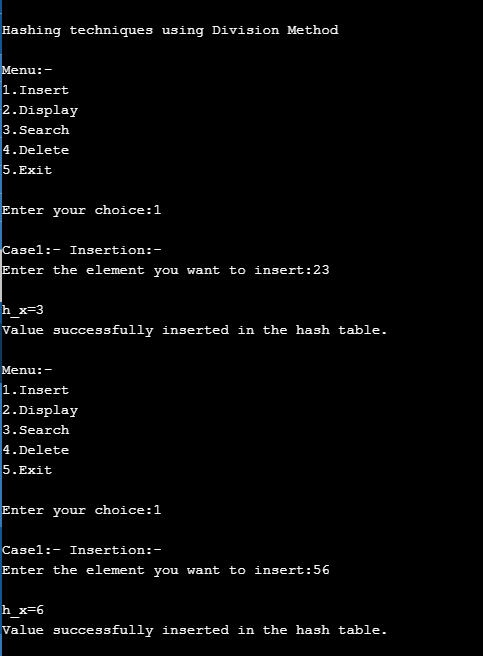 Hashing techniques using Division Method
Menu:-
1.Insert
2.Display
3.Search
4.Delete
5.Exit
Enter your choice:1
Case1:- Insertion:-
Enter the element you want to insert:23
h_x=3
Value successfully inserted in the hash table.
Menu:-
1.Insert
2.Display
3.Search
4.Delete
5.Exit
Enter your choice:1
Case1:- Insertion:-
Enter the element you want to insert:56
h_x=6
Value successfully inserted in the hash table.